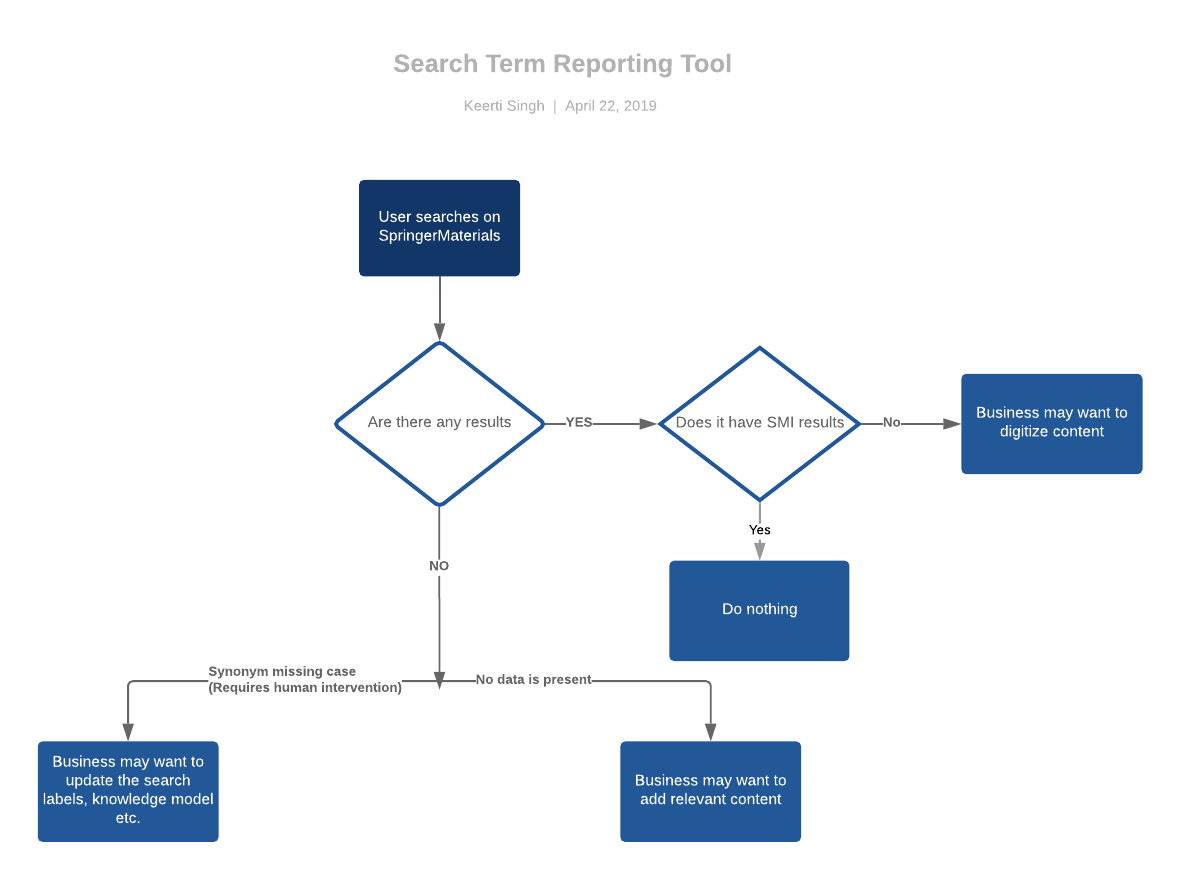 Search Term Reporting Tool
Keerti Singh | April 22, 2019
User searches on
SpringerMaterials
Are there any results
YES
Does it have SMI results
No
Business may want to
digitize content
Yes
Do nothing
NO
Synonym missing case
(Requires human intervention)
No data is present
Business may want to
update the search
labels, knowledge model
etc.
Business may want to
add relevant content